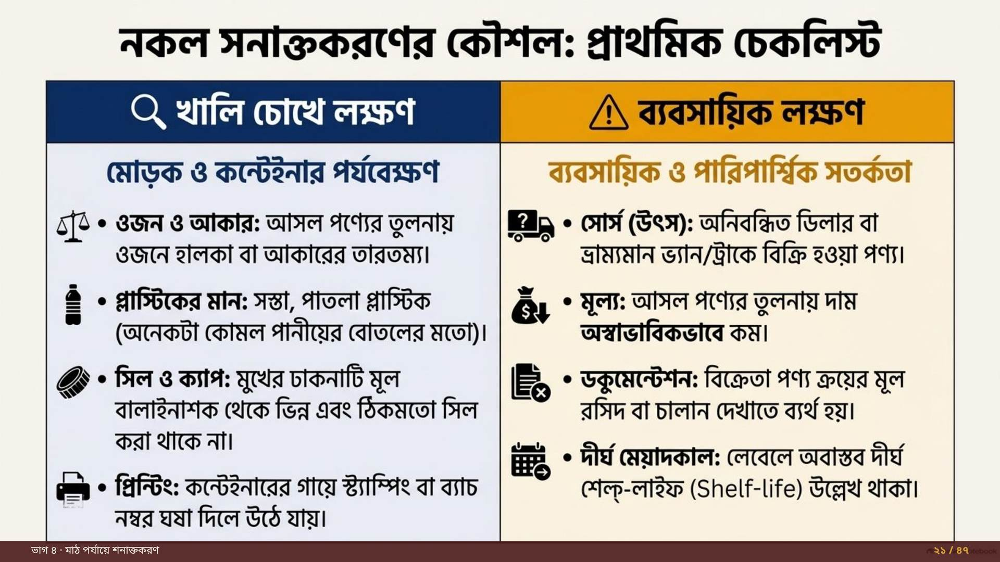 নকল সনাক্তকরণের কৌশল: প্রাথমিক চেকলিস্ট
খালি চোখে লক্ষণ
মোড়ক ও কন্টেইনার পর্যবেক্ষণ
• ওজন ও আকার: আসল পণ্যের তুলনায়
ওজনে হালকা বা আকারের তারতম্য।
• প্লাস্টিকের মান: সস্তা, পাতলা প্লাস্টিক
(অনেকটা কোমল পানীয়ের বোতলের মতো)।
• সিল ও ক্যাপ: মুখের ঢাকনাটি মূল
বালাইনাশক থেকে ভিন্ন এবং ঠিকমতো সিল
করা থাকে না।
• প্রিন্টিং: কন্টেইনারের গায়ে স্ট্যাম্পিং বা ব্যাচ
নম্বর ঘষা দিলে উঠে যায়।
ব্যবসায়িক লক্ষণ
ব্যবসায়িক ও পারিপার্শ্বিক সতর্কতা
?
• সোর্স (উৎস): অনিবন্ধিত ডিলার বা
ভ্রাম্যমান ভ্যান/ট্রাকে বিক্রি হওয়া পণ্য।
$
• মূল্য: আসল পণ্যের তুলনায় দাম
অস্বাভাবিকভাবে কম।
• ডকুমেন্টেশন: বিক্রেতা পণ্য ক্রয়ের মূল
রসিদ বা চালান দেখাতে ব্যর্থ হয়।
• দীর্ঘ মেয়াদকাল: লেবেলে অবাস্তব দীর্ঘ
শেল্ফ-লাইফ (Shelf-life) উল্লেখ থাকা।
ভাগ ৪ · মাঠ পর্যায়ে শনাক্তকরণ
২১ / ৪৭